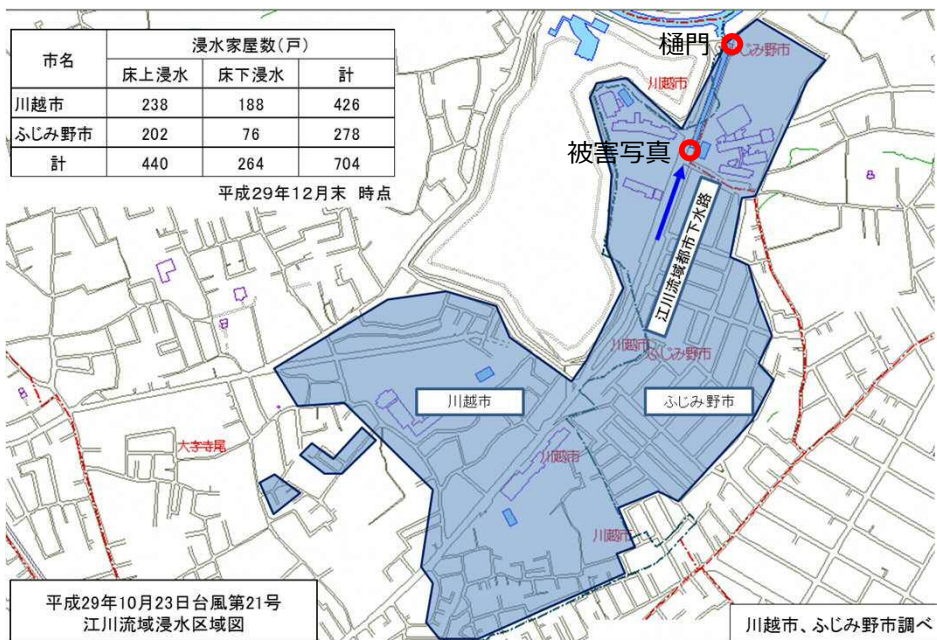 市名 浸水家屋数(戸)
床上浸水 床下浸水 計
川越市 238 188 426
ふじみ野市 202 76 278
計 440 264 704
平成29年12月末 時点
樋門
じみ野市
川越市
被害写真
江川流域都市下水路
川越市
ふじみ野市
川越市
ふじみ野市
大字寺尾
川越市
川越市
平成29年10月23日台風第21号
江川流域浸水区域図
川越市、ふじみ野市調べ